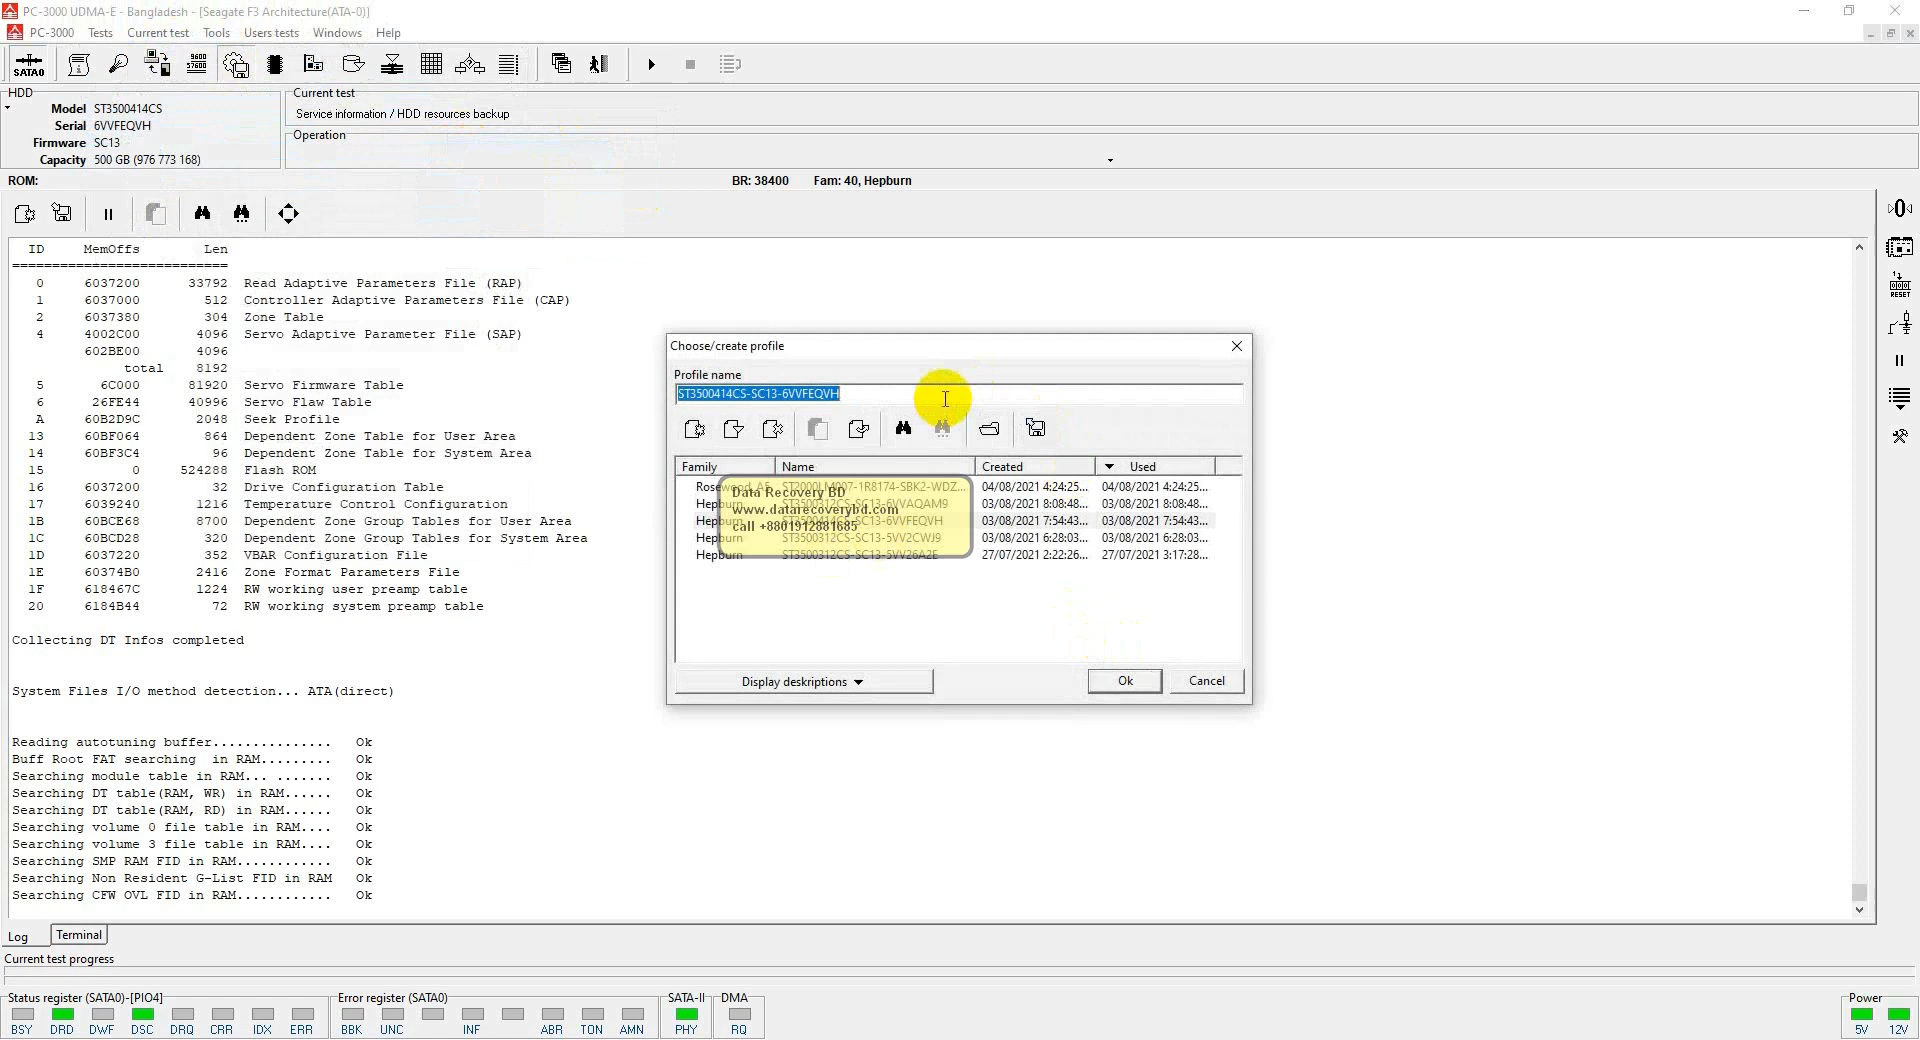 PC-3000 UDMA-E - Bangladesh - [Seagate F3 Architecture(ATA-0)]
PC-3000 Tests Current test Tools Users tests Windows Help
SATA0
9600
57600
HDD
Model ST3500414CS
Serial 6VVFEQVH
Firmware SC13
Capacity 500 GB (976 773 168)
Current test
Service information / HDD resources backup
Operation
ROM: BR: 38400 Fam: 40, Hepburn
ID MemOffs Len
===========================
0 6037200 33792 Read Adaptive Parameters File (RAP)
1 6037000 512 Controller Adaptive Parameters File (CAP)
2 6037380 304 Zone Table
4 4002C00 4096 Servo Adaptive Parameter File (SAP)
602BE00 4096
total 8192
5 6C000 81920 Servo Firmware Table
6 26FE44 40996 Servo Flaw Table
A 60B2D9C 2048 Seek Profile
13 60BF064 864 Dependent Zone Table for User Area
14 60BF3C4 96 Dependent Zone Table for System Area
15 0 524288 Flash ROM
16 6037200 32 Drive Configuration Table
17 6039240 1216 Temperature Control Configuration
1B 60BCE68 8700 Dependent Zone Group Tables for User Area
1C 60BCD28 320 Dependent Zone Group Tables for System Area
1D 6037220 352 VBAR Configuration File
1E 60374B0 2416 Zone Format Parameters File
1F 618467C 1224 RW working user preamp table
20 6184B44 72 RW working system preamp table
Collecting DT Infos completed
System Files I/O method detection... ATA(direct)
Reading autotuning buffer............... Ok
Buff Root FAT searching in RAM......... Ok
Searching module table in RAM... ....... Ok
Searching DT table(RAM, WR) in RAM...... Ok
Searching DT table(RAM, RD) in RAM...... Ok
Searching volume 0 file table in RAM.... Ok
Searching volume 3 file table in RAM.... Ok
Searching SMP RAM FID in RAM............ Ok
Searching Non Resident G-List FID in RAM Ok
Searching CFW OVL FID in RAM............ Ok
Choose/create profile
Profile name
ST3500414CS-SC13-6VVFEQVH
Family Name Created Used
Rosewood_A5 ST2000LM007-1R8174-SBK2-WDZ... 04/08/2021 4:24:25... 04/08/2021 4:24:25...
Hepburn ST3500312CS-SC13-6VVAQAM9 03/08/2021 8:08:48... 03/08/2021 8:08:48...
Hepburn ST3500414CS-SC13-6VVFEQVH 03/08/2021 7:54:43... 03/08/2021 7:54:43...
Hepburn ST3500312CS-SC13-5VV2CWJ9 03/08/2021 6:28:03... 03/08/2021 6:28:03...
Hepburn ST3500312CS-SC13-5VV26A2E 27/07/2021 2:22:26... 27/07/2021 3:17:28...
Data Recovery BD
www.datarecoverybd.com
call +8801912881685
Display deskriptions Ok Cancel
RESET
Log Terminal
Current test progress
Status register (SATA0)-[PIO4] Error register (SATA0) SATA-II DMA Power
BSY DRD DWF DSC DRQ CRR IDX ERR BBK UNC INF ABR TON AMN PHY RQ 5V 12V